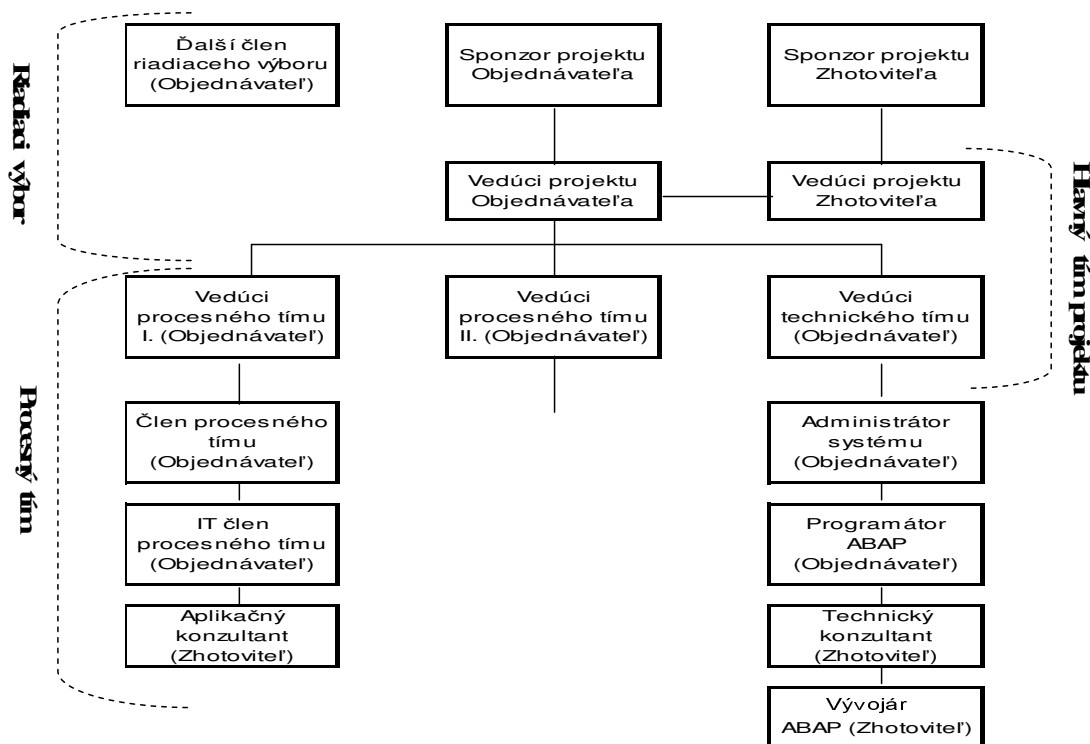 Ďalší člen
riadiaceho výboru
(Objednávateľ)
Sponzor projektu
Objednávateľa
Sponzor projektu
Zhotoviteľa
Riadiaci výbor
Vedúci projektu
Objednávateľa
Vedúci projektu
Zhotoviteľa
Hlavný tím projektu
Vedúci
procesného tímu
I. (Objednávateľ)
Vedúci
procesného tímu
II. (Objednávateľ)
Vedúci
technického tímu
(Objednávateľ)
Procesný tím
Člen procesného
tímu
(Objednávateľ)
Administrátor
systému
(Objednávateľ)
IT člen
procesného tímu
(Objednávateľ)
Programátor
ABAP
(Objednávateľ)
Aplikačný
konzultant
(Zhotoviteľ)
Technický
konzultant
(Zhotoviteľ)
Vývojár
ABAP (Zhotoviteľ)